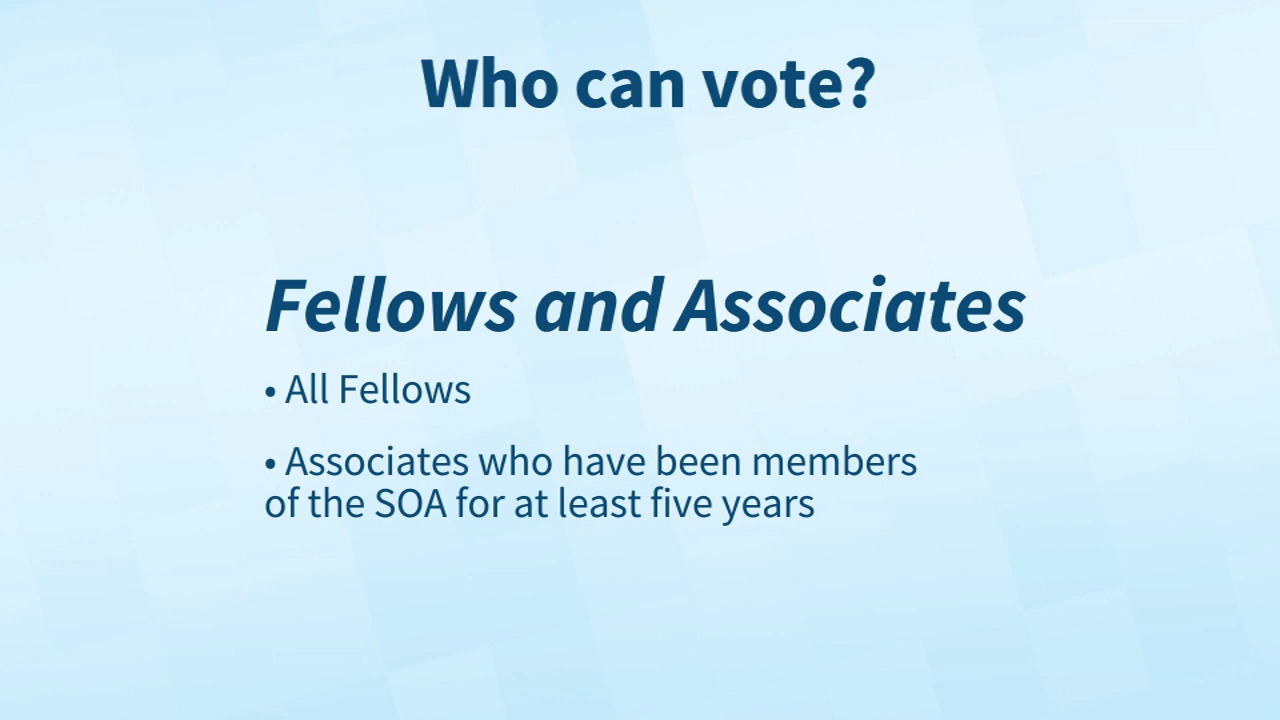 Who can vote?
Fellows and Associates
• All Fellows
• Associates who have been members
of the SOA for at least five years